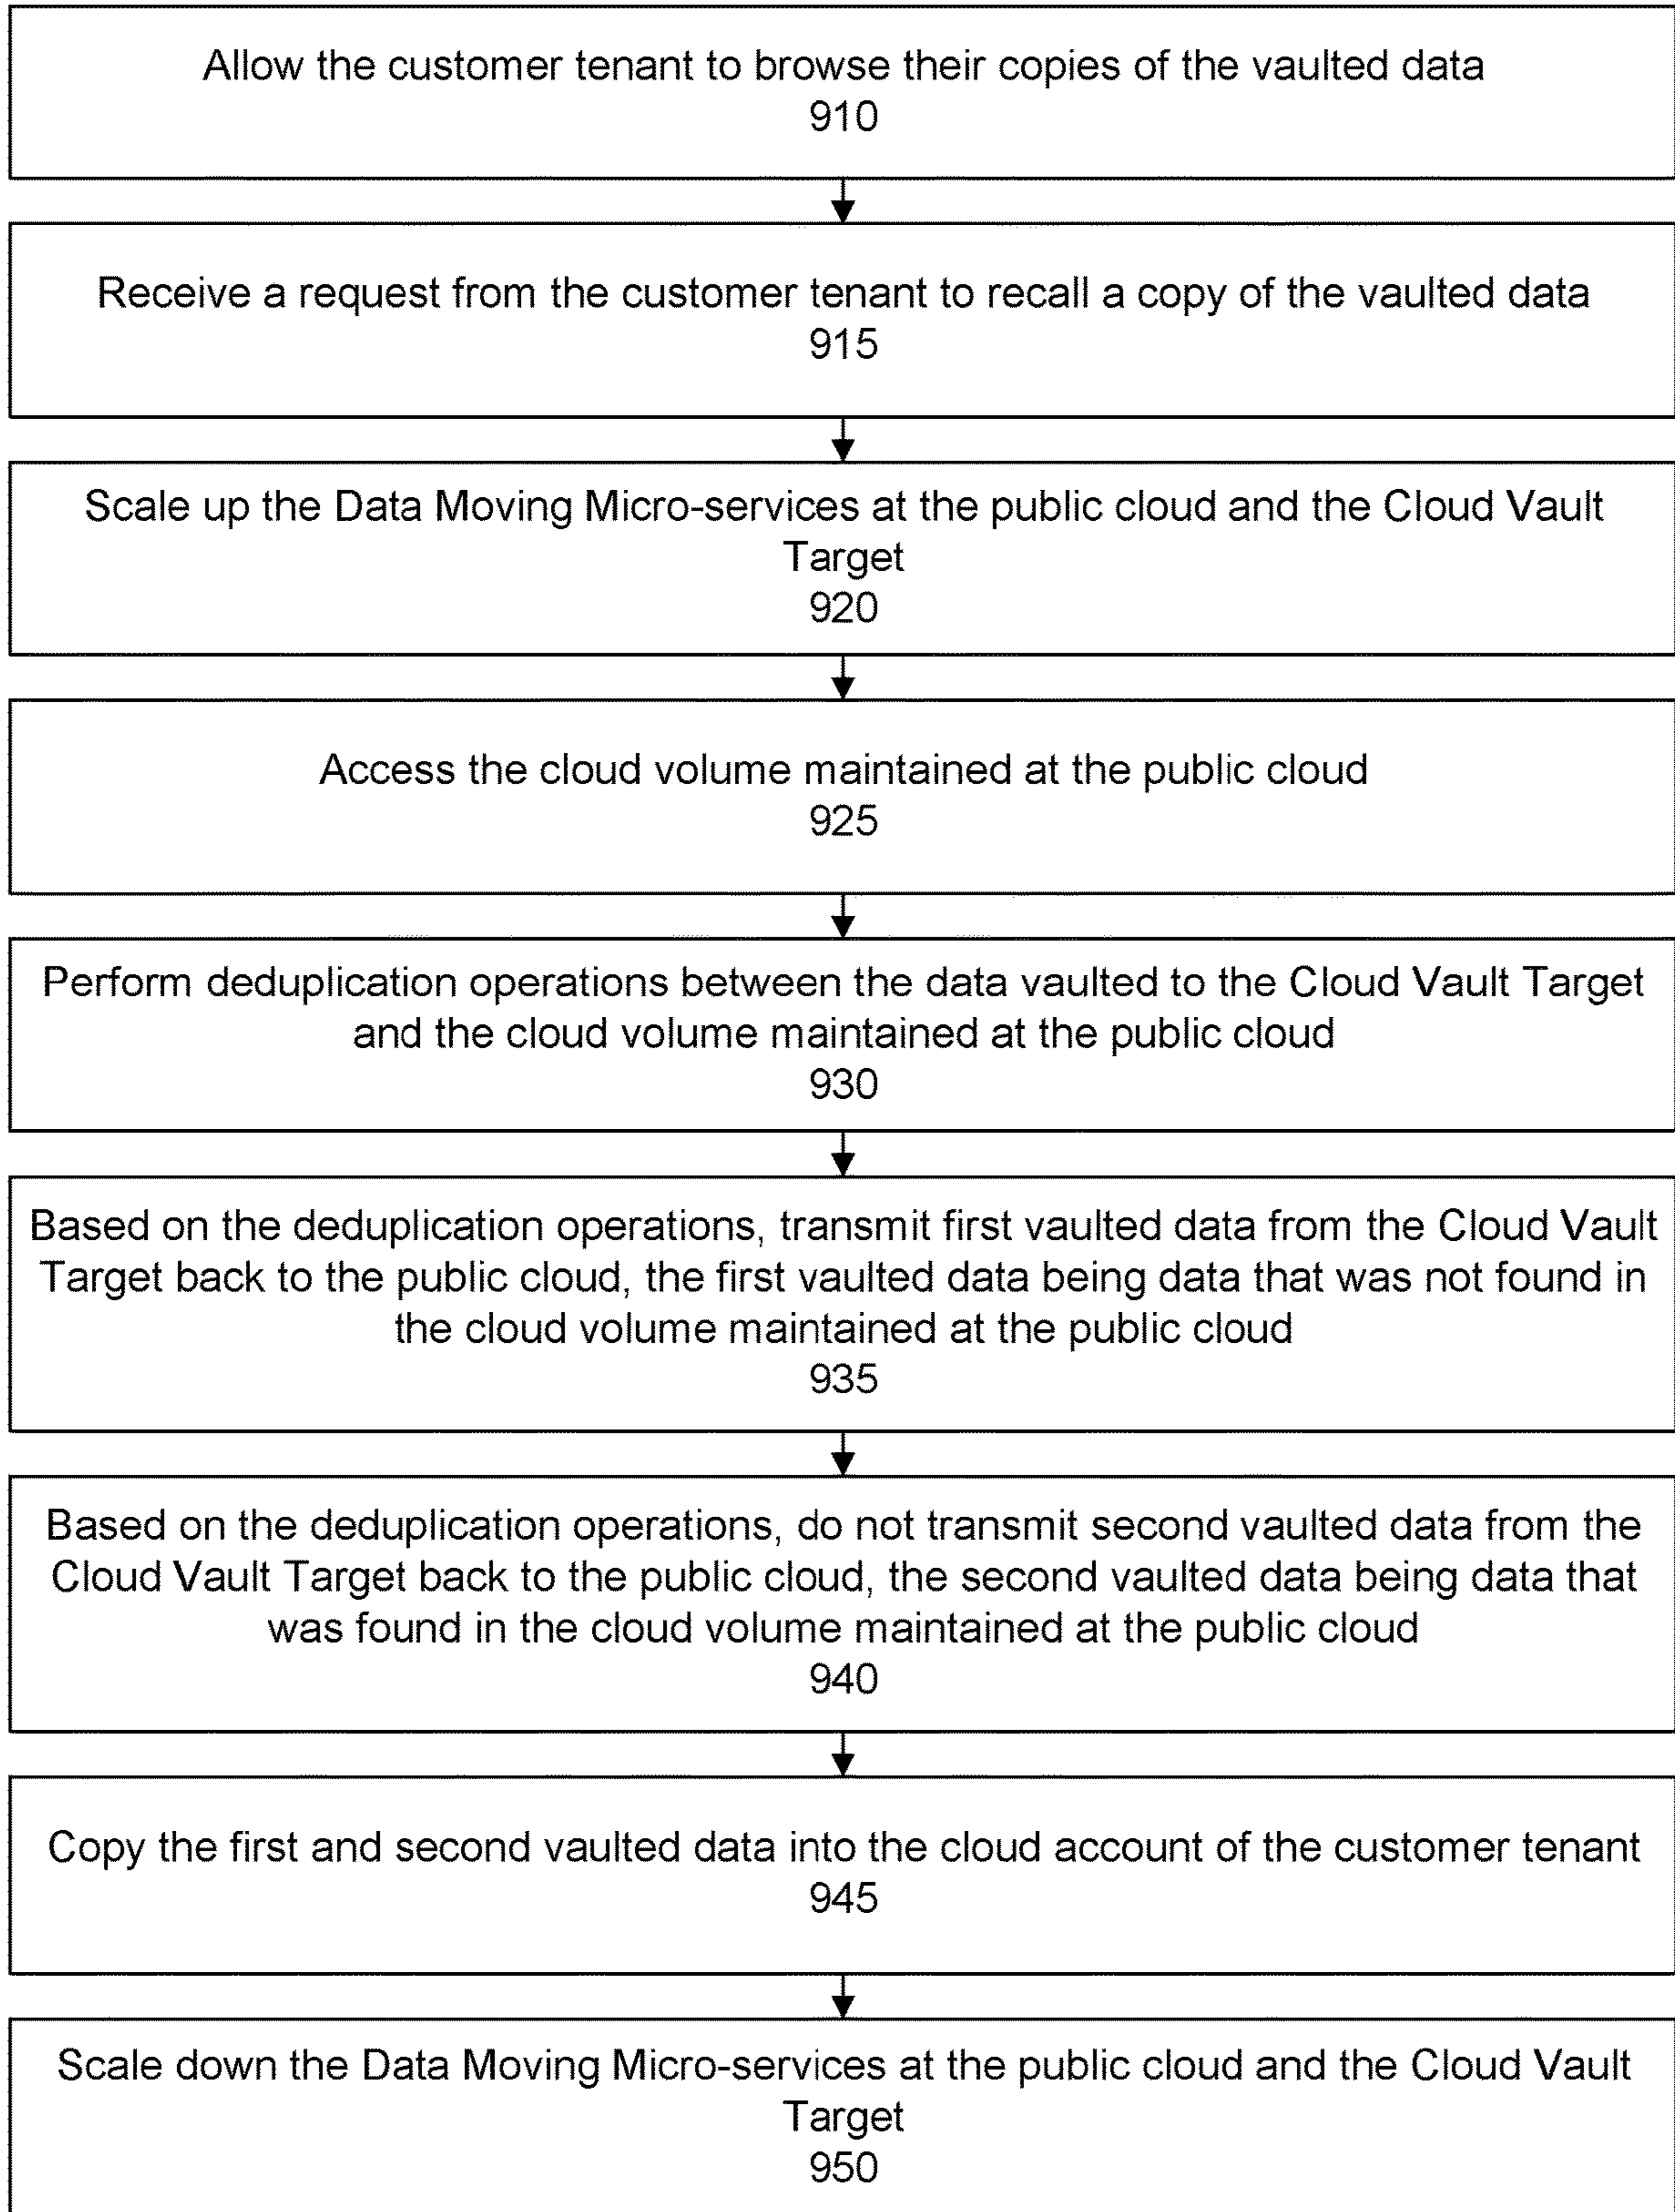 Allow the customer tenant to browse their copies of the vaulted data
910
Receive a request from the customer tenant to recall a copy of the vaulted data
915
Scale up the Data Moving Micro-services at the public cloud and the Cloud Vault
Target
920
Access the cloud volume maintained at the public cloud
925
Perform deduplication operations between the data vaulted to the Cloud Vault Target
and the cloud volume maintained at the public cloud
930
Based on the deduplication operations, transmit first vaulted data from the Cloud Vault
Target back to the public cloud, the first vaulted data being data that was not found in
the cloud volume maintained at the public cloud
935
Based on the deduplication operations, do not transmit second vaulted data from the
Cloud Vault Target back to the public cloud, the second vaulted data being data that
was found in the cloud volume maintained at the public cloud
940
Copy the first and second vaulted data into the cloud account of the customer tenant
945
Scale down the Data Moving Micro-services at the public cloud and the Cloud Vault
Target
950